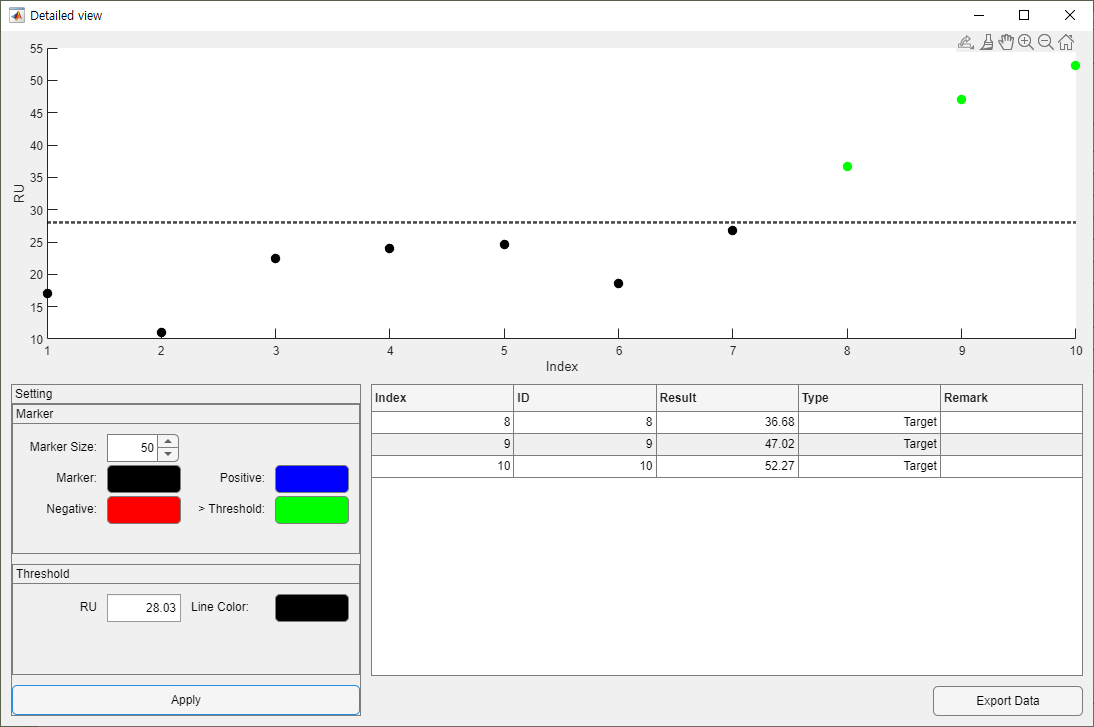 Detailed view
55
50
45
40
35
30
25
20
15
10
RU
1 2 3 4 5 6 7 8 9 10
Index
Setting
Marker
Marker Size: 50
Marker: Positive:
Negative: > Threshold:
Threshold
RU 28.03 Line Color:
Apply
Index ID Result Type Remark
8 8 36.68 Target
9 9 47.02 Target
10 10 52.27 Target
Export Data